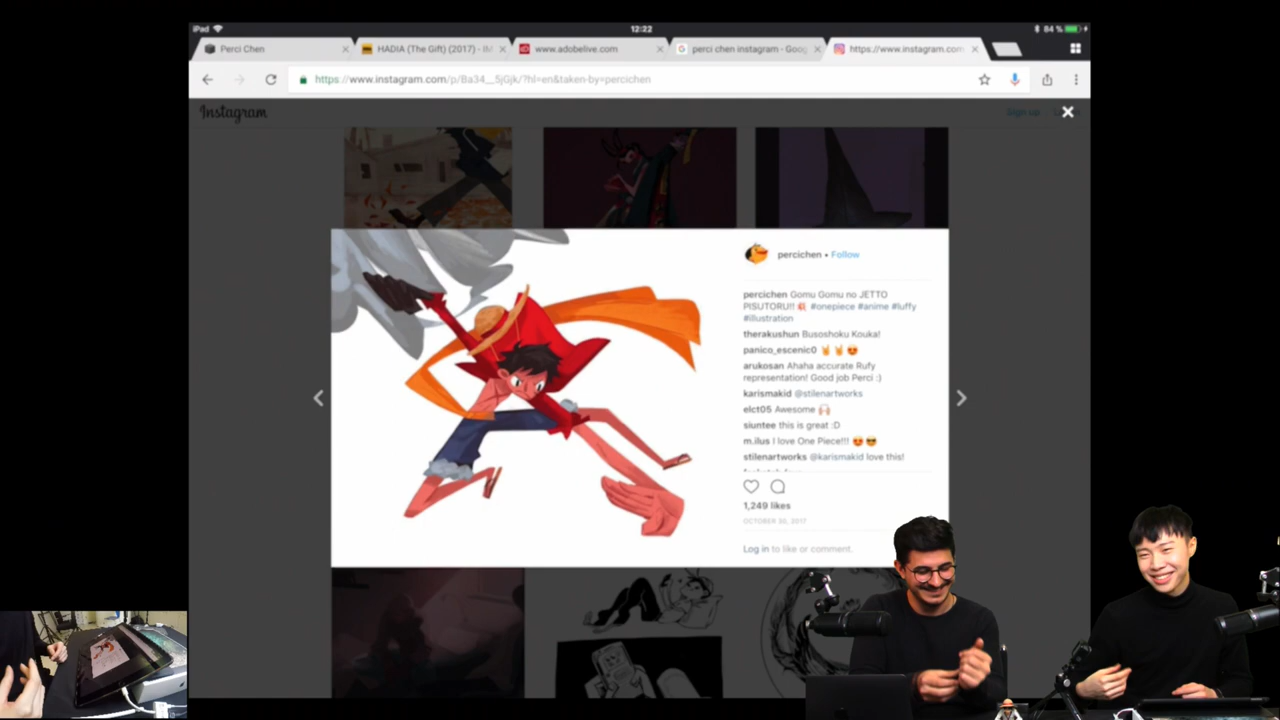 iPad
12:22
84 %
Perci Chen
HADIA (The Gift) (2017) - IM
www.adobelive.com
perci chen instagram - Goog
https://www.instagram.com
https://www.instagram.com/p/Ba34__5jGjk/?hl=en&taken-by=percichen
Instagram
Sign up
percichen • Follow
percichen Gomu Gomu no JETTO
PISUTORU!! #onepiece #anime #luffy
#illustration
therakushun Busoshoku Kouka!
panico_escenic0
arukosan Ahaha accurate Rufy
representation! Good job Perci :)
karismakid @stilenartworks
elct05 Awesome
siuntee this is great :D
m.ilus I love One Piece!!!
stilenartworks @karismakid love this!
1,249 likes
OCTOBER 30, 2017
Log in to like or comment.